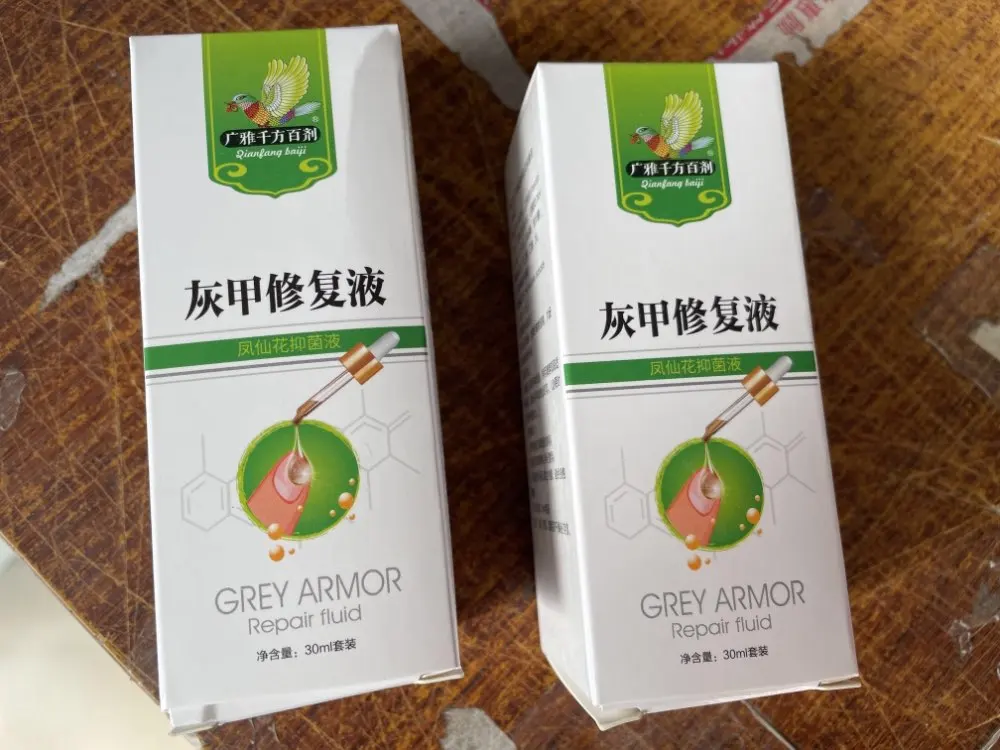 广雅千方百剂
®
Qianfang baiji
灰甲修复液
凤仙花抑菌液
GREY ARMOR
Repair fluid
净含量：30ml套装
广雅千方百剂
®
Qianfang baiji
灰甲修复液
凤仙花抑菌液
GREY ARMOR
Repair fluid
净含量：30ml套装